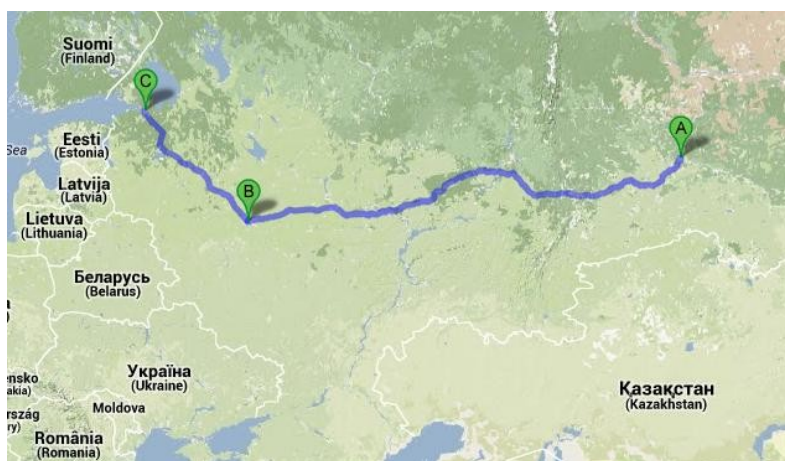 Suomi
(Finland)
C
A
Sea
Eesti
(Estonia)
Latvija
(Latvia)
B
Lietuva
(Lithuania)
Беларусь
(Belarus)
Україна
(Ukraine)
Қазақстан
(Kazakhstan)
Moldova
România
(Romania)